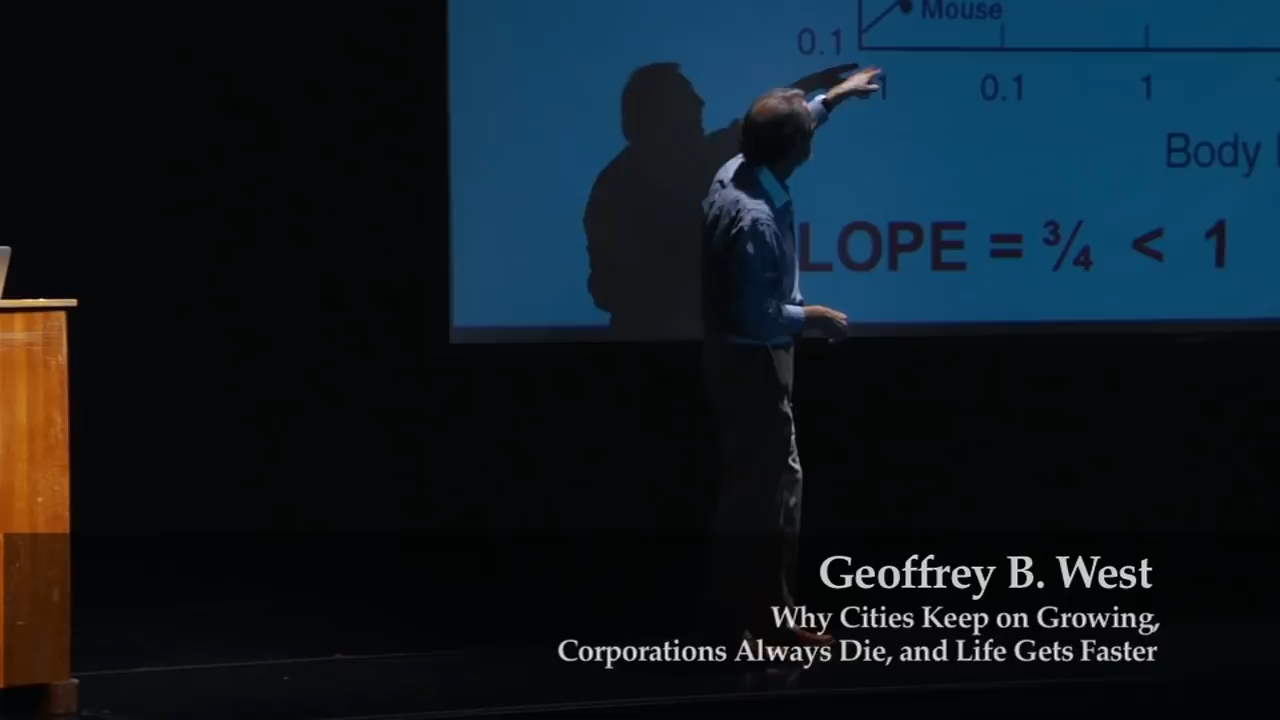 Mouse
0.1
1 0.1 1
Body
LOPE = ¾ < 1
Geoffrey B. West
Why Cities Keep on Growing,
Corporations Always Die, and Life Gets Faster